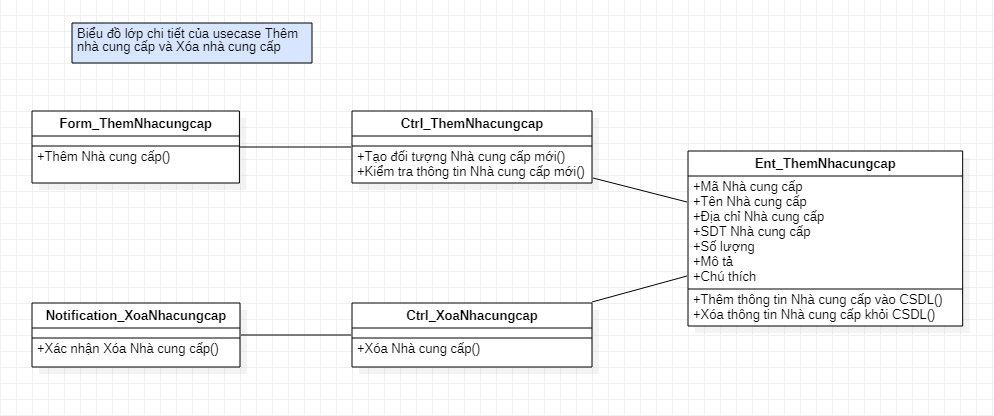 Biểu đồ lớp chi tiết của usecase Thêm
nhà cung cấp và Xóa nhà cung cấp
Form_ThemNhacungcap
+Thêm Nhà cung cấp()
Ctrl_ThemNhacungcap
+Tạo đối tượng Nhà cung cấp mới()
+Kiểm tra thông tin Nhà cung cấp mới()
Ent_ThemNhacungcap
+Mã Nhà cung cấp
+Tên Nhà cung cấp
+Địa chỉ Nhà cung cấp
+SDT Nhà cung cấp
+Số lượng
+Mô tả
+Chú thích
+Thêm thông tin Nhà cung cấp vào CSDL()
+Xóa thông tin Nhà cung cấp khỏi CSDL()
Notification_XoaNhacungcap
+Xác nhận Xóa Nhà cung cấp()
Ctrl_XoaNhacungcap
+Xóa Nhà cung cấp()